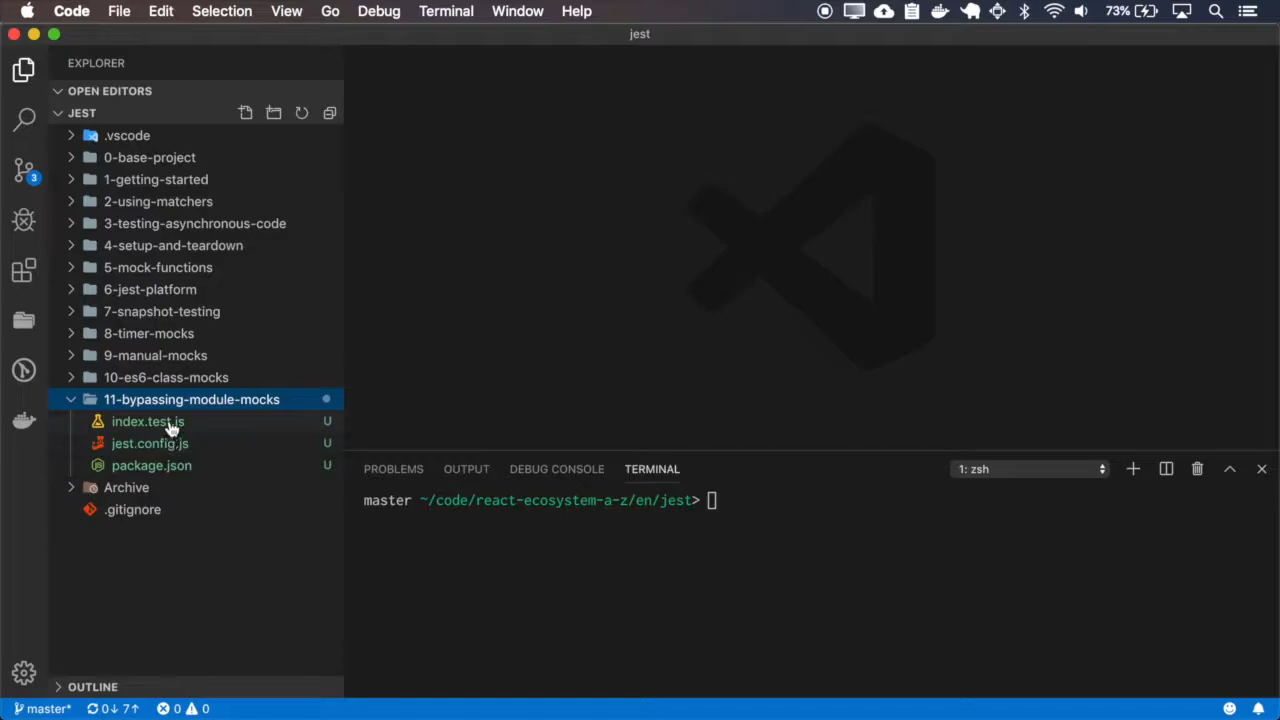 Code File Edit Selection View Go Debug Terminal Window Help 73%
jest
EXPLORER
OPEN EDITORS
JEST
.vscode
0-base-project
1-getting-started
2-using-matchers
3-testing-asynchronous-code
4-setup-and-teardown
5-mock-functions
6-jest-platform
7-snapshot-testing
8-timer-mocks
9-manual-mocks
10-es6-class-mocks
11-bypassing-module-mocks
index.test.js U
jest.config.js U
package.json U
Archive
.gitignore
OUTLINE
3
PROBLEMS OUTPUT DEBUG CONSOLE TERMINAL 1: zsh
master ~/code/react-ecosystem-a-z/en/jest>
master* 0↓ 7↑ 0 0